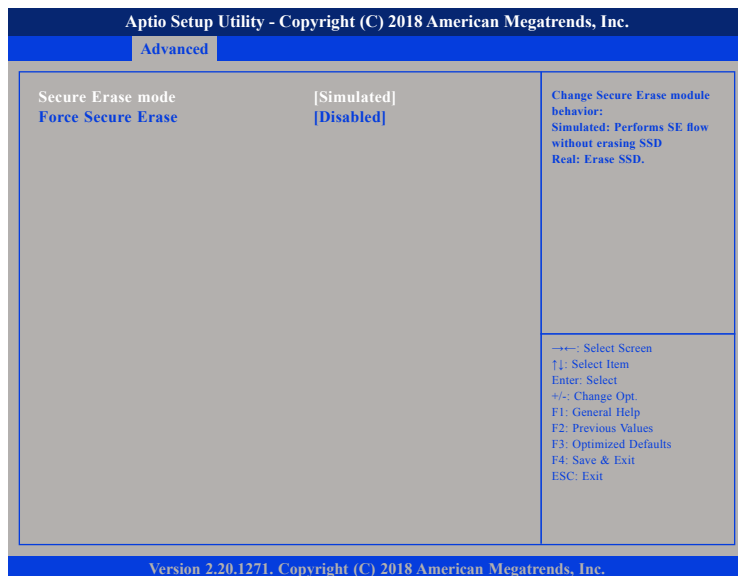 Aptio Setup Utility - Copyright (C) 2018 American Megatrends, Inc.
Advanced
Secure Erase mode [Simulated]
Force Secure Erase [Disabled]
Change Secure Erase module
behavior:
Simulated: Performs SE flow
without erasing SSD
Real: Erase SSD.
→←: Select Screen
↑↓: Select Item
Enter: Select
+/-: Change Opt.
F1: General Help
F2: Previous Values
F3: Optimized Defaults
F4: Save & Exit
ESC: Exit
Version 2.20.1271. Copyright (C) 2018 American Megatrends, Inc.